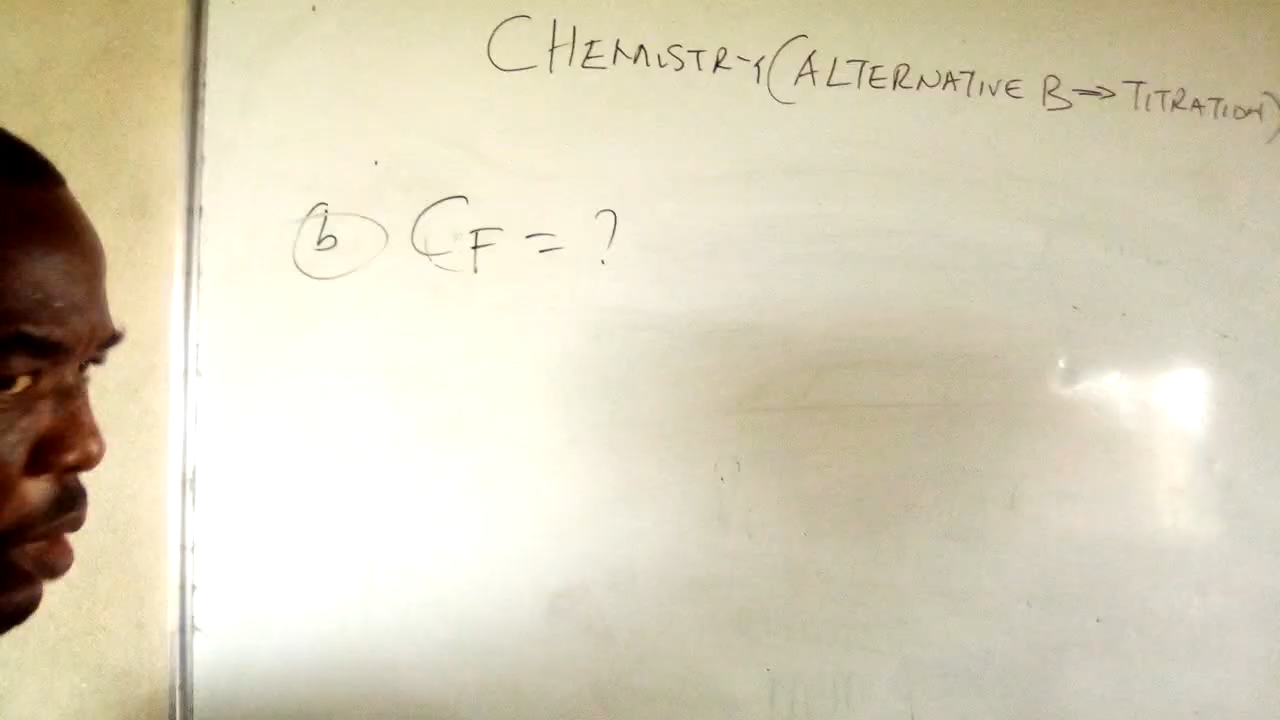 CHEMISTRY (ALTERNATIVE B ⇒ TITRATION)
(b) CF = ?